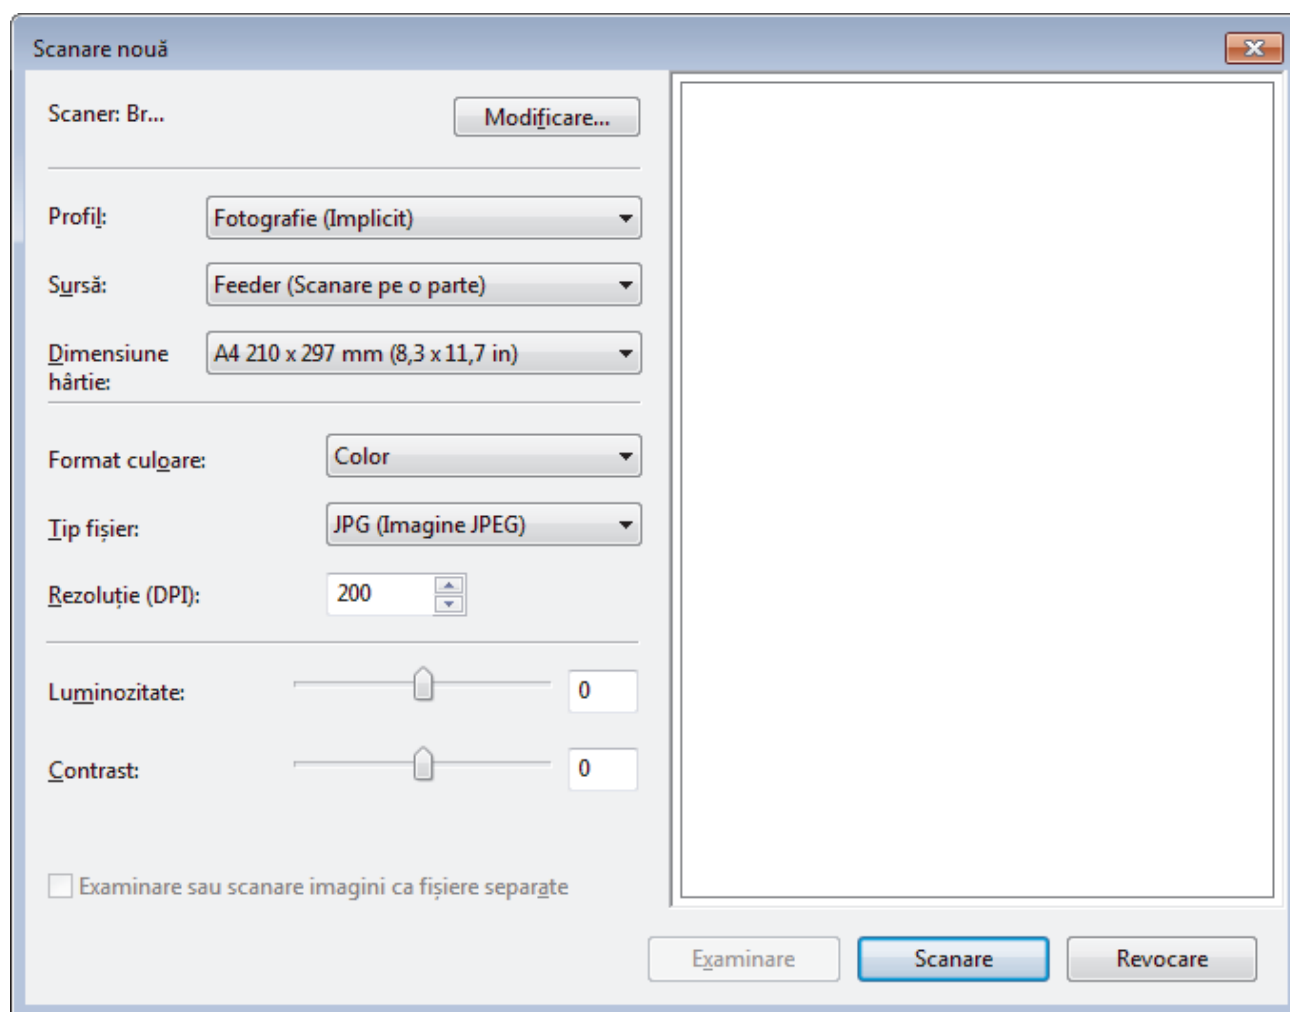 Scanare nouă
Scaner: Br...
Modificare...
Profil:
Fotografie (Implicit)
Sursă:
Feeder (Scanare pe o parte)
Dimensiune
hârtie:
A4 210 x 297 mm (8,3 x 11,7 in)
Format culoare:
Color
Tip fișier:
JPG (Imagine JPEG)
Rezoluție (DPI):
200
Luminozitate:
0
Contrast:
0
Examinare sau scanare imagini ca fișiere separate
Examinare
Scanare
Revocare